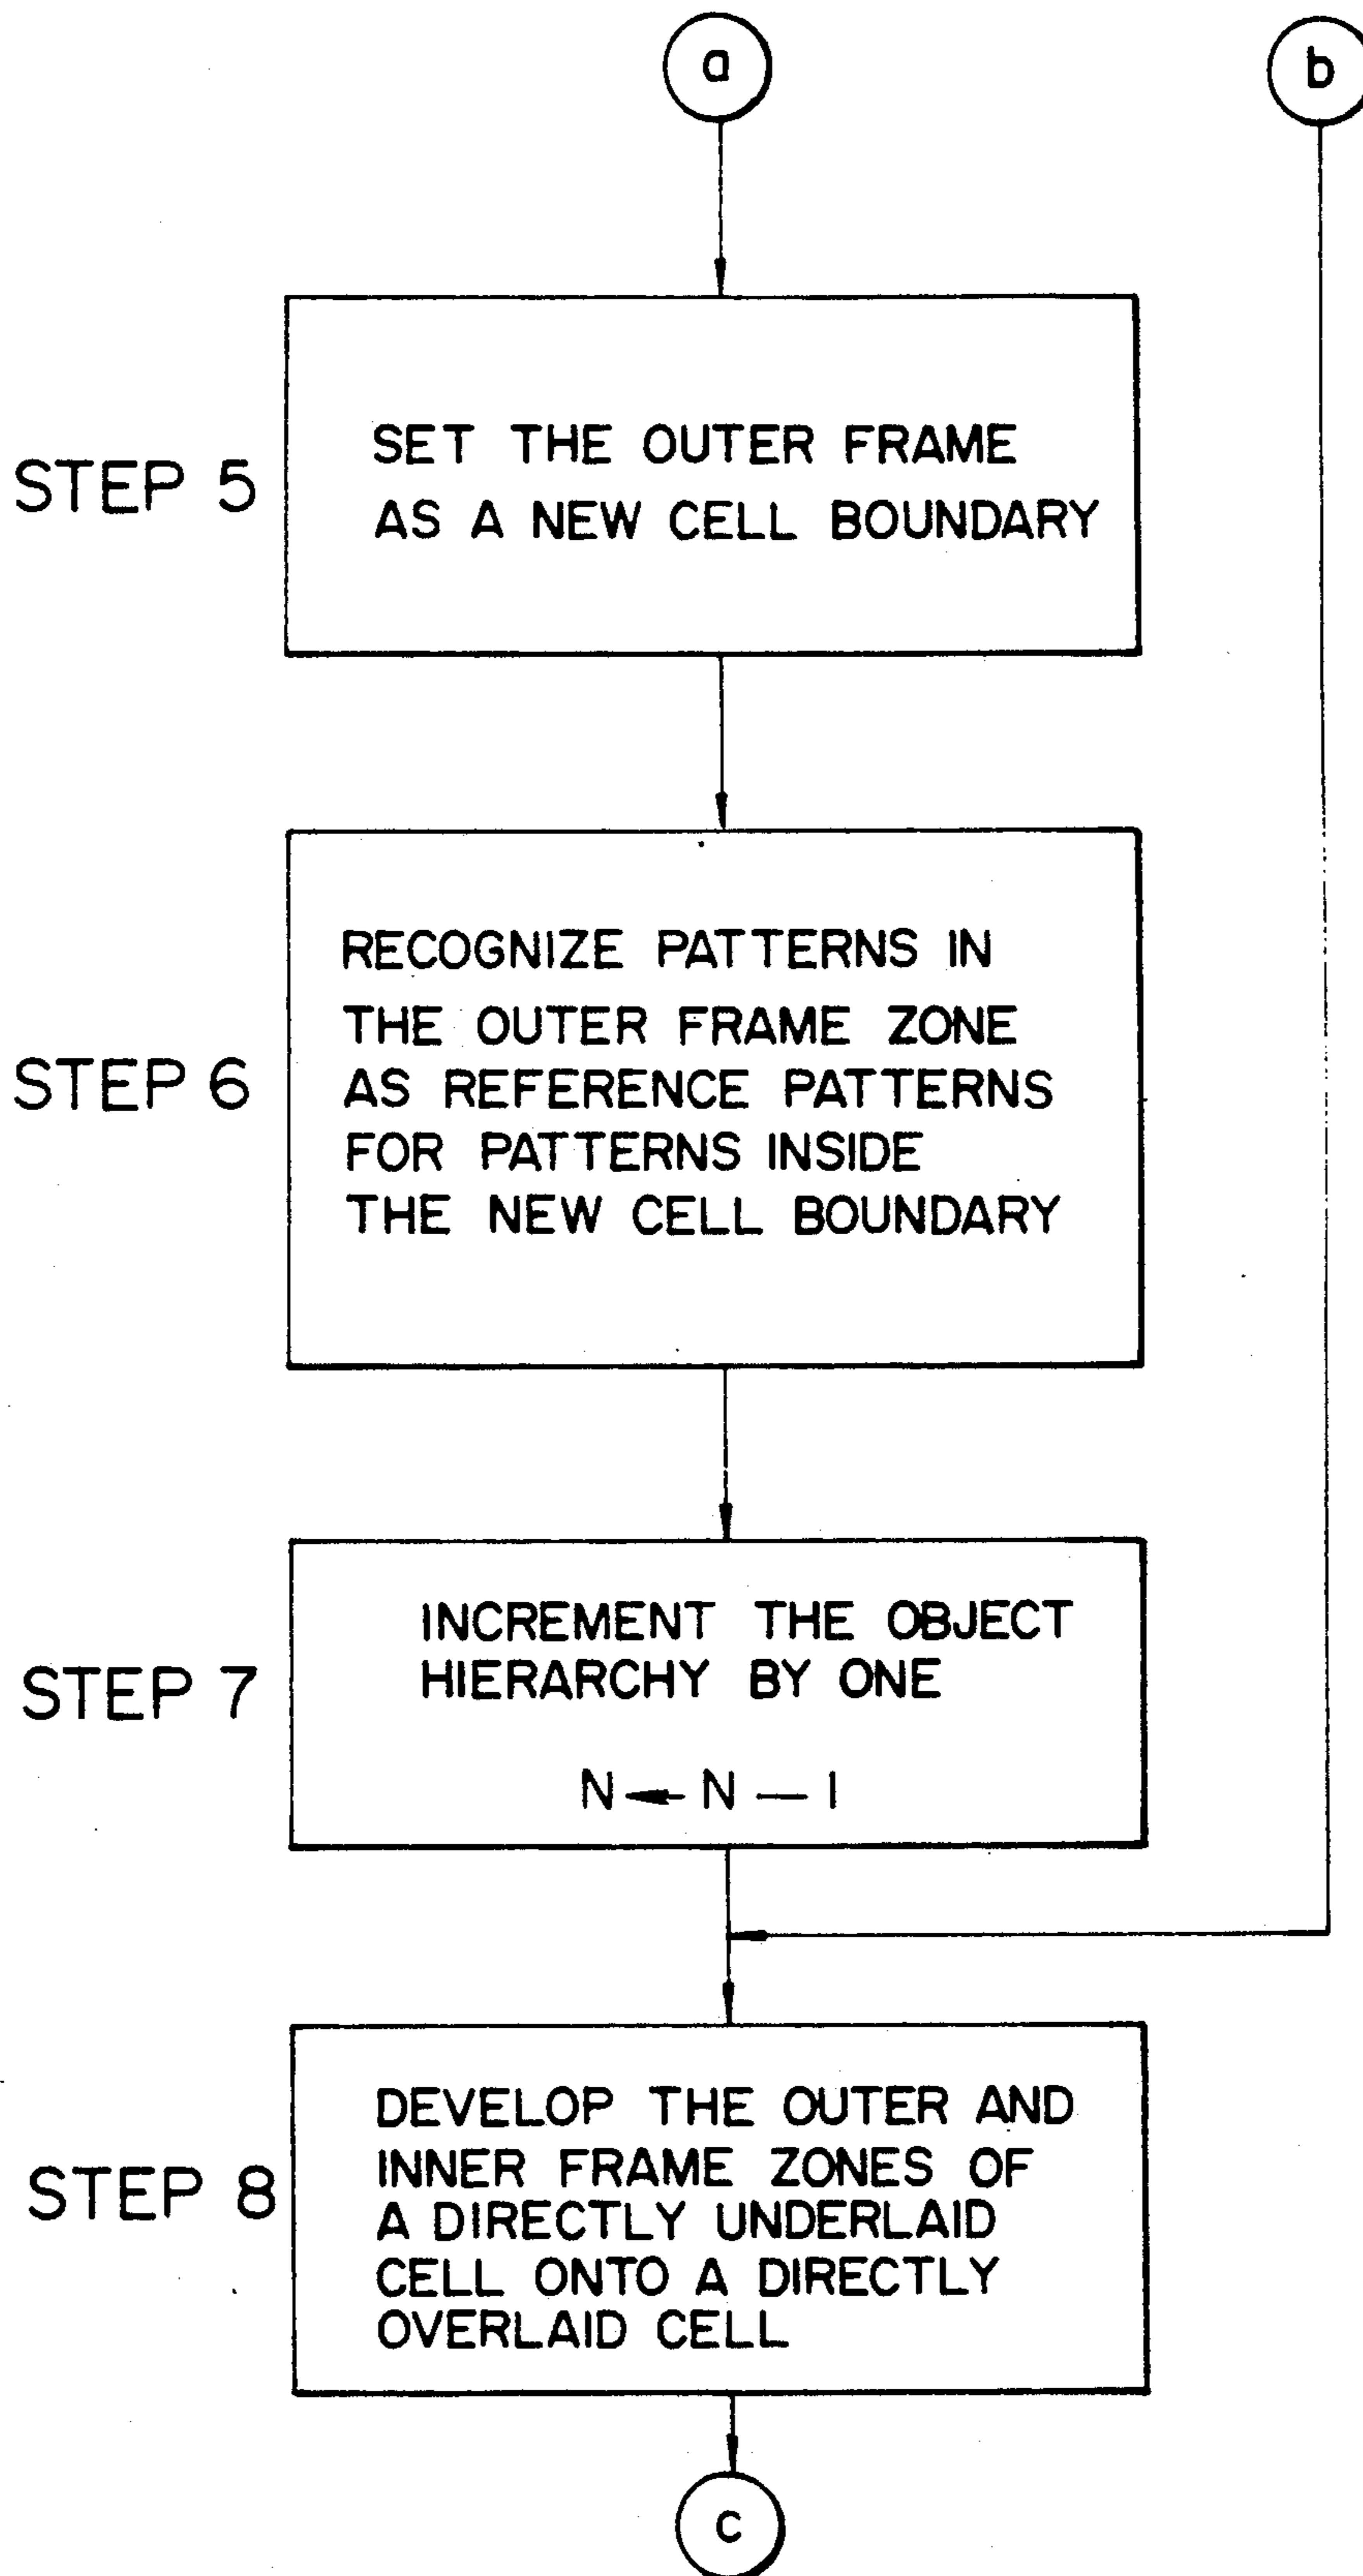 a
b
STEP 5
SET THE OUTER FRAME
AS A NEW CELL BOUNDARY
STEP 6
RECOGNIZE PATTERNS IN
THE OUTER FRAME ZONE
AS REFERENCE PATTERNS
FOR PATTERNS INSIDE
THE NEW CELL BOUNDARY
STEP 7
INCREMENT THE OBJECT
HIERARCHY BY ONE
N ← N — 1
STEP 8
DEVELOP THE OUTER AND
INNER FRAME ZONES OF
A DIRECTLY UNDERLAID
CELL ONTO A DIRECTLY
OVERLAID CELL
c